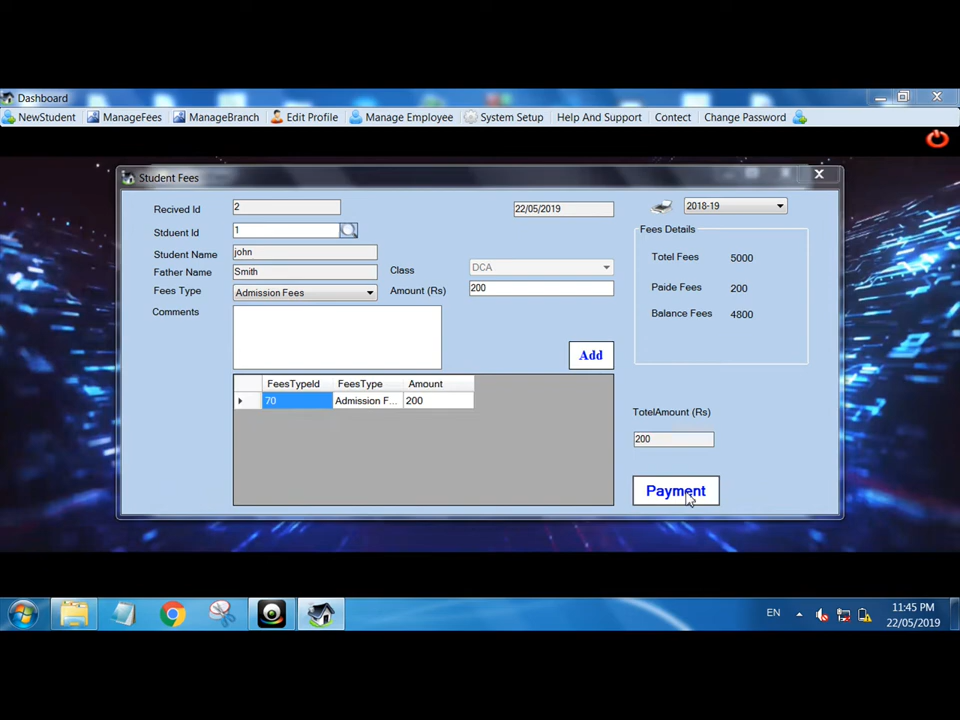 Dashboard
NewStudent ManageFees ManageBranch Edit Profile Manage Employee System Setup Help And Support Contect Change Password
Student Fees
Recived Id 2 22/05/2019 2018-19
Stduent Id 1
Fees Details
Student Name john
Totel Fees 5000
Father Name Smith Class DCA
Fees Type Admission Fees Amount (Rs) 200
Paide Fees 200
Comments
Balance Fees 4800
Add
FeesTypeId FeesType Amount
70 Admission F... 200
TotelAmount (Rs)
200
Payment
EN 11:45 PM
22/05/2019